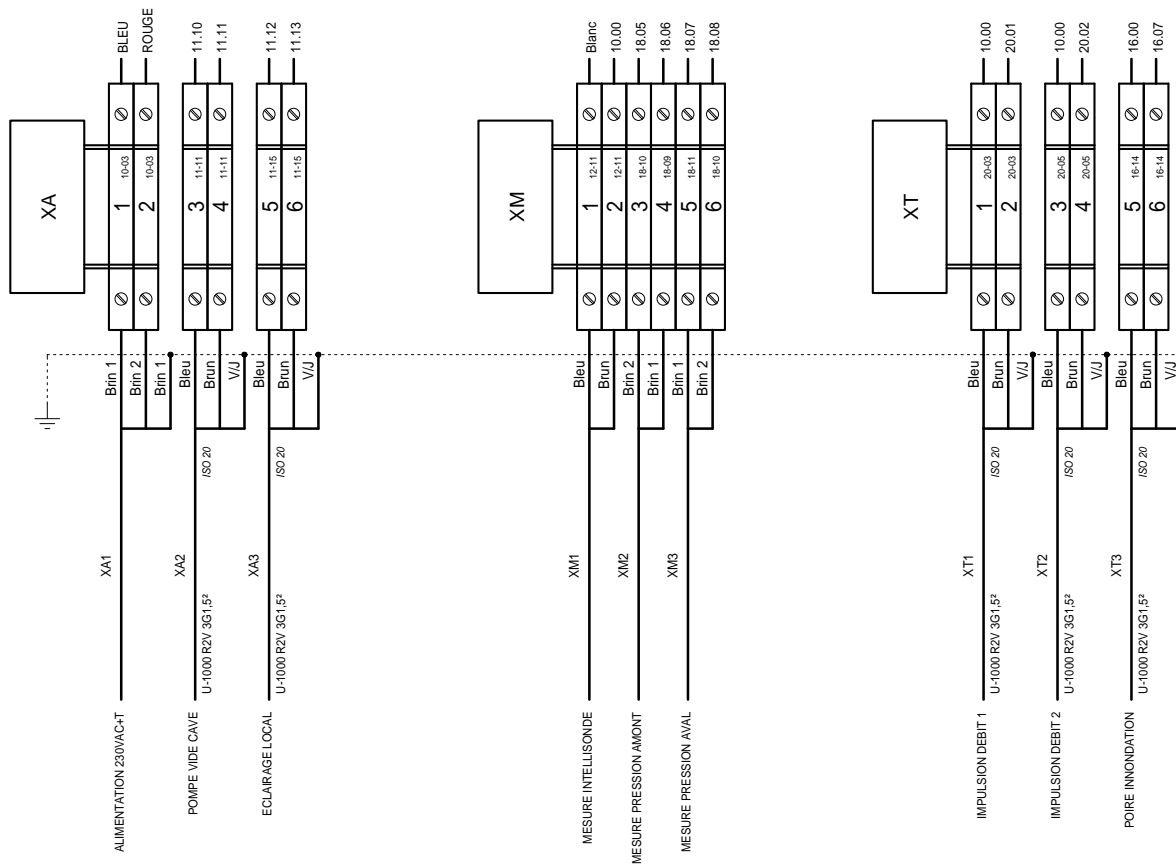 XA
1 10-03 BLEU
2 10-03 ROUGE
3 11-11 11.10
4 11-11 11.11
5 11-15 11.12
6 11-15 11.13
Brin 1
Brin 2
Brin 1
Bleu
Brun
V/J
Bleu
Brun
V/J
ALIMENTATION 230VAC+T
XA1
POMPE VIDE CAVE
U-1000 R2V 3G1,5²
XA2
ISO 20
ECLAIRAGE LOCAL
U-1000 R2V 3G1,5²
XA3
ISO 20
XM
1 12-11 Blanc
2 12-11 10.00
3 18-10 18.05
4 18-09 18.06
5 18-11 18.07
6 18-10 18.08
Bleu
Brun
Brin 2
Brin 1
Brin 1
Brin 2
MESURE INTELLISONDE
XM1
MESURE PRESSION AMONT
XM2
MESURE PRESSION AVAL
XM3
XT
1 20-03 10.00
2 20-03 20.01
3 20-05 10.00
4 20-05 20.02
5 16-14 16.00
6 16-14 16.07
Bleu
Brun
V/J
Bleu
Brun
V/J
Bleu
Brun
V/J
IMPULSION DEBIT 1
U-1000 R2V 3G1,5²
XT1
ISO 20
IMPULSION DEBIT 2
U-1000 R2V 3G1,5²
XT2
ISO 20
POIRE INNONDATION
U-1000 R2V 3G1,5²
XT3
ISO 20